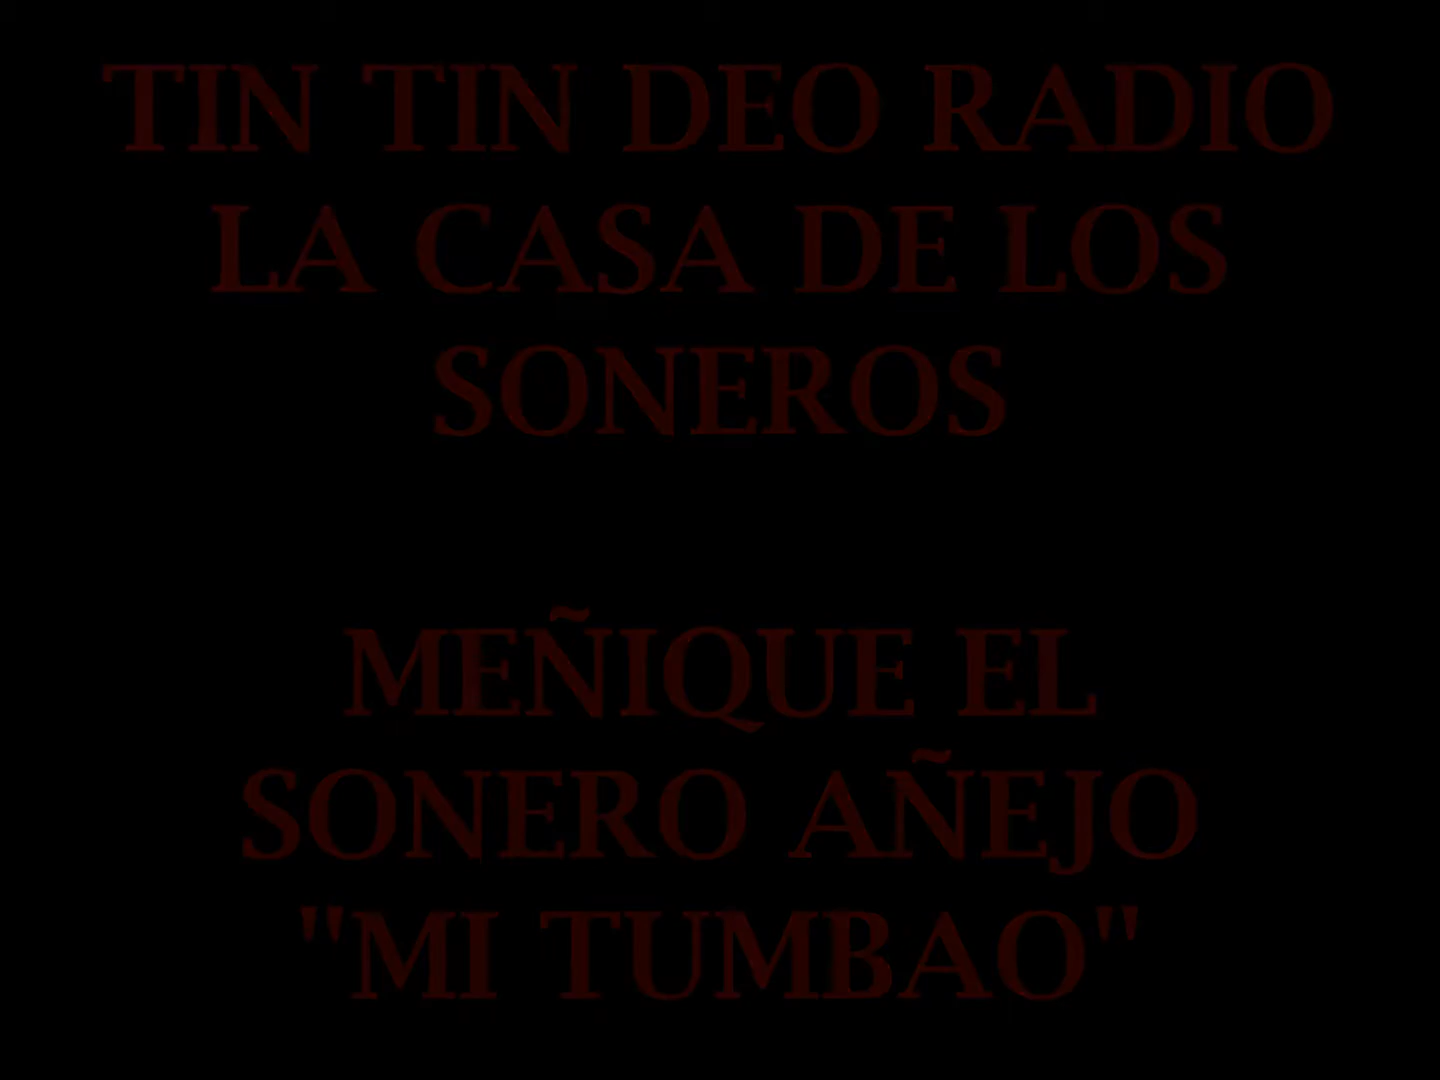 TIN TIN DEO RADIO
LA CASA DE LOS
SONEROS
MEÑIQUE EL
SONERO AÑEJO
"MI TUMBAO"